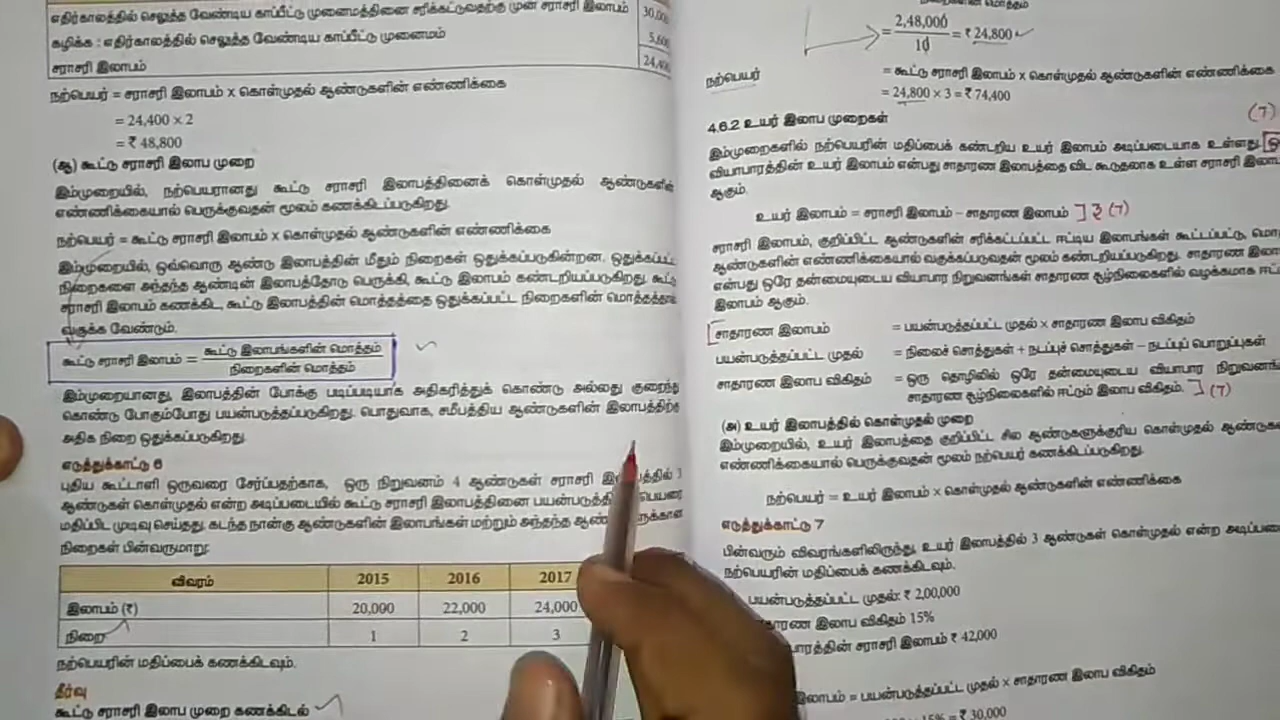 எதிர்காலத்தில் செலுத்த வேண்டிய காப்பீட்டு முனைமத்தினை சரிக்கட்டுவதற்கு முன் சராசரி இலாபம் 30,000
கழிக்க : எதிர்காலத்தில் செலுத்த வேண்டிய காப்பீட்டு முனைமம் 5,600
சராசரி இலாபம் 24,400
நற்பெயர் = சராசரி இலாபம் x கொள்முதல் ஆண்டுகளின் எண்ணிக்கை
= 24,400 × 2
= ₹ 48,800
(ஆ) கூட்டு சராசரி இலாப முறை
இம்முறையில், நற்பெயரானது கூட்டு சராசரி இலாபத்தினைக் கொள்முதல் ஆண்டுகளின்
எண்ணிக்கையால் பெருக்குவதன் மூலம் கணக்கிடப்படுகிறது.
நற்பெயர் = கூட்டு சராசரி இலாபம் x கொள்முதல் ஆண்டுகளின் எண்ணிக்கை
இம்முறையில், ஒவ்வொரு ஆண்டு இலாபத்தின் மீதும் நிறைகள் ஒதுக்கப்படுகின்றன. ஒதுக்கப்பட்ட
நிறைகளை அந்தந்த ஆண்டின் இலாபத்தோடு பெருக்கி, கூட்டு இலாபம் கண்டறியப்படுகிறது. கூட்டு
சராசரி இலாபம் கணக்கிட, கூட்டு இலாபத்தின் மொத்தத்தை ஒதுக்கப்பட்ட நிறைகளின் மொத்தத்தால்
வகுக்க வேண்டும்.
கூட்டு சராசரி இலாபம் = கூட்டு இலாபங்களின் மொத்தம்
நிறைகளின் மொத்தம்
இம்முறையானது, இலாபத்தின் போக்கு படிப்படியாக அதிகரித்துக் கொண்டு அல்லது குறைந்து
கொண்டு போகும்போது பயன்படுத்தப்படுகிறது. பொதுவாக, சமீபத்திய ஆண்டுகளின் இலாபத்திற்கு
அதிக நிறை ஒதுக்கப்படுகிறது.
எடுத்துக்காட்டு 6
புதிய கூட்டாளி ஒருவரை சேர்ப்பதற்காக, ஒரு நிறுவனம் 4 ஆண்டுகள் சராசரி 3
ஆண்டுகள் கொள்முதல் என்ற அடிப்படையில் கூட்டு சராசரி இலாபத்தினை
மதிப்பிட முடிவு செய்தது. கடந்த நான்கு ஆண்டுகளின் இலாபங்கள் மற்றும் அந்தந்த
நிறைகள் பின்வருமாறு:
விவரம் 2015 2016 2017
இலாபம் (₹) 20,000 22,000 24,000
நிறை 1 2 3
நற்பெயரின் மதிப்பைக் கணக்கிடவும்.
தீர்வு
கூட்டு சராசரி இலாப முறை கணக்கிடல்
நிறைகளின் மொத்தம்
= 2,48,000
10 = ₹ 24,800
நற்பெயர் = கூட்டு சராசரி இலாபம் x கொள்முதல் ஆண்டுகளின் எண்ணிக்கை
= 24,800 × 3 = ₹ 74,400
4.6.2 உயர் இலாப முறைகள் (7)
இம்முறைகளில் நற்பெயரின் மதிப்பைக் கண்டறிய உயர் இலாபம் அடிப்படையாக உள்ளது.
வியாபாரத்தின் உயர் இலாபம் என்பது சாதாரண இலாபத்தை விட கூடுதலாக உள்ள சராசரி
ஆகும்.
உயர் இலாபம் = சராசரி இலாபம் – சாதாரண இலாபம் (7)
சராசரி இலாபம், குறிப்பிட்ட ஆண்டுகளின் சரிக்கட்டப்பட்ட ஈட்டிய இலாபங்கள் கூட்டப்பட்டு,
ஆண்டுகளின் எண்ணிக்கையால் வகுக்கப்படுவதன் மூலம் கண்டறியப்படுகிறது. சாதாரண
என்பது ஒரே தன்மையுடைய வியாபார நிறுவனங்கள் சாதாரண சூழ்நிலைகளில் வழக்கமாக
இலாபம் ஆகும்.
சாதாரண இலாபம் = பயன்படுத்தப்பட்ட முதல் x சாதாரண இலாப விகிதம்
பயன்படுத்தப்பட்ட முதல் = நிலைச் சொத்துகள் + நடப்புச் சொத்துகள் – நடப்புப் பொறுப்புகள்
சாதாரண இலாப விகிதம் = ஒரு தொழிலில் ஒரே தன்மையுடைய வியாபார
சாதாரண சூழ்நிலைகளில் ஈட்டும் இலாப விகிதம். (7)
(அ) உயர் இலாபத்தில் கொள்முதல் முறை
இம்முறையில், உயர் இலாபத்தை குறிப்பிட்ட சில ஆண்டுகளுக்குரிய கொள்முதல்
எண்ணிக்கையால் பெருக்குவதன் மூலம் நற்பெயர் கணக்கிடப்படுகிறது.
நற்பெயர் = உயர் இலாபம் x கொள்முதல் ஆண்டுகளின் எண்ணிக்கை
எடுத்துக்காட்டு 7
பின்வரும் விவரங்களிலிருந்து, உயர் இலாபத்தில் 3 ஆண்டுகள் கொள்முதல் என்ற
நற்பெயரின் மதிப்பைக் கணக்கிடவும்.
பயன்படுத்தப்பட்ட முதல்: ₹ 2,00,000
இலாப விகிதம் 15%
சராசரி இலாபம் ₹ 42,000
இலாபம் = பயன்படுத்தப்பட்ட முதல் x சாதாரண இலாப விகிதம்
15% = ₹ 30,000